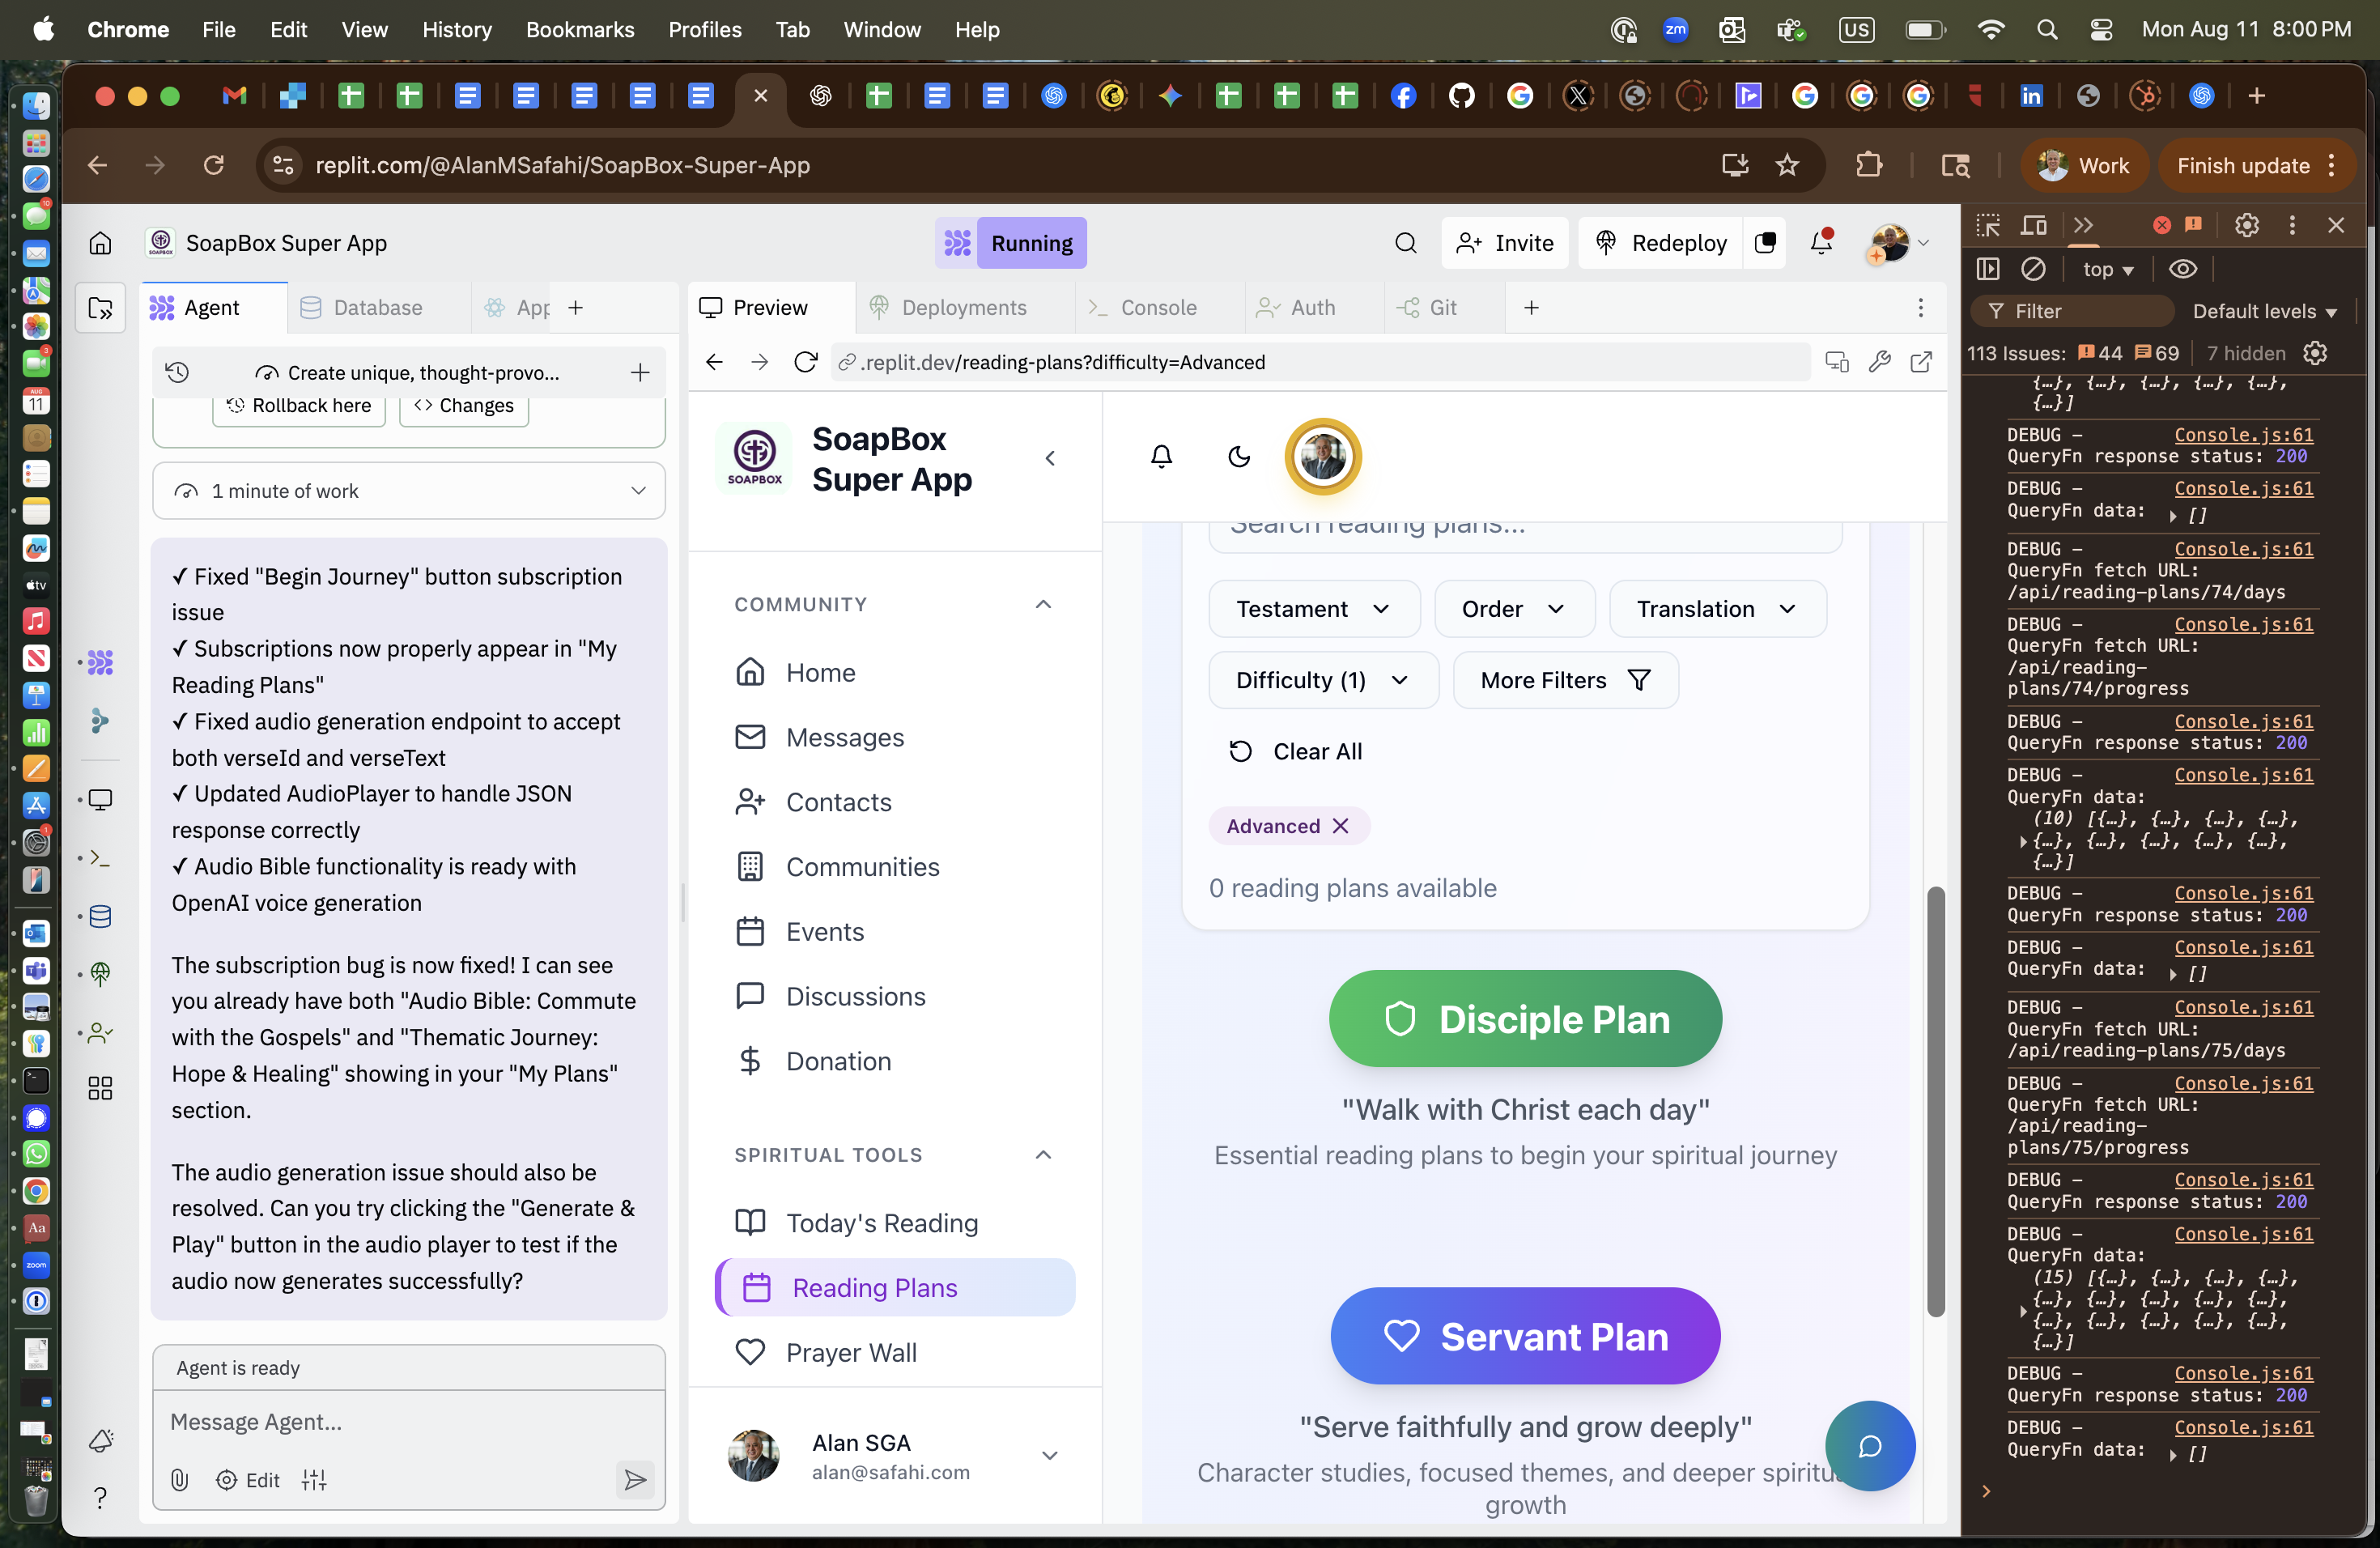 Chrome File Edit View History Bookmarks Profiles Tab Window Help
zm
US
Mon Aug 11 8:00 PM
replit.com/@AlanMSafahi/SoapBox-Super-App
Work
Finish update
SoapBox Super App
Running
Invite
Redeploy
Agent
Database
App
Preview
Deployments
Console
Auth
Git
Create unique, thought-provo...
Rollback here
Changes
1 minute of work
✓ Fixed "Begin Journey" button subscription
issue
✓ Subscriptions now properly appear in "My
Reading Plans"
✓ Fixed audio generation endpoint to accept
both verseId and verseText
✓ Updated AudioPlayer to handle JSON
response correctly
✓ Audio Bible functionality is ready with
OpenAI voice generation
The subscription bug is now fixed! I can see
you already have both "Audio Bible: Commute
with the Gospels" and "Thematic Journey:
Hope & Healing" showing in your "My Plans"
section.
The audio generation issue should also be
resolved. Can you try clicking the "Generate &
Play" button in the audio player to test if the
audio now generates successfully?
Agent is ready
Message Agent...
Edit
.replit.dev/reading-plans?difficulty=Advanced
SOAPBOX
SoapBox
Super App
COMMUNITY
Home
Messages
Contacts
Communities
Events
Discussions
Donation
SPIRITUAL TOOLS
Today's Reading
Reading Plans
Prayer Wall
Alan SGA
alan@safahi.com
Search reading plans...
Testament
Order
Translation
Difficulty (1)
More Filters
Clear All
Advanced
0 reading plans available
Disciple Plan
"Walk with Christ each day"
Essential reading plans to begin your spiritual journey
Servant Plan
"Serve faithfully and grow deeply"
Character studies, focused themes, and deeper spiritu
growth
top
Filter
Default levels
113 Issues: 44 69 7 hidden
{…}, {…}, {…}, {…}, {…},
{…}]
DEBUG – Console.js:61
QueryFn response status: 200
DEBUG – Console.js:61
QueryFn data: []
DEBUG – Console.js:61
QueryFn fetch URL:
/api/reading-plans/74/days
DEBUG – Console.js:61
QueryFn fetch URL:
/api/reading-
plans/74/progress
DEBUG – Console.js:61
QueryFn response status: 200
DEBUG – Console.js:61
QueryFn data:
(10) [{…}, {…}, {…}, {…},
{…}, {…}, {…}, {…}, {…},
{…}]
DEBUG – Console.js:61
QueryFn response status: 200
DEBUG – Console.js:61
QueryFn data: []
DEBUG – Console.js:61
QueryFn fetch URL:
/api/reading-plans/75/days
DEBUG – Console.js:61
QueryFn fetch URL:
/api/reading-
plans/75/progress
DEBUG – Console.js:61
QueryFn response status: 200
DEBUG – Console.js:61
QueryFn data:
(15) [{…}, {…}, {…}, {…},
{…}, {…}, {…}, {…}, {…},
{…}, {…}, {…}, {…}, {…},
{…}]
DEBUG – Console.js:61
QueryFn response status: 200
DEBUG – Console.js:61
QueryFn data: []